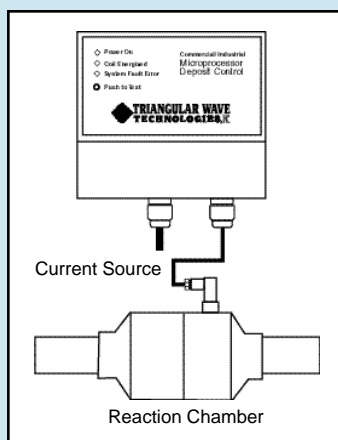 Power On
Coil Energized
System Fault Error
Push to Test
Commercial/Industrial
Microprocessor
Deposit Control
TRIANGULAR WAVE
TECHNOLOGIES,
Current Source
Reaction Chamber